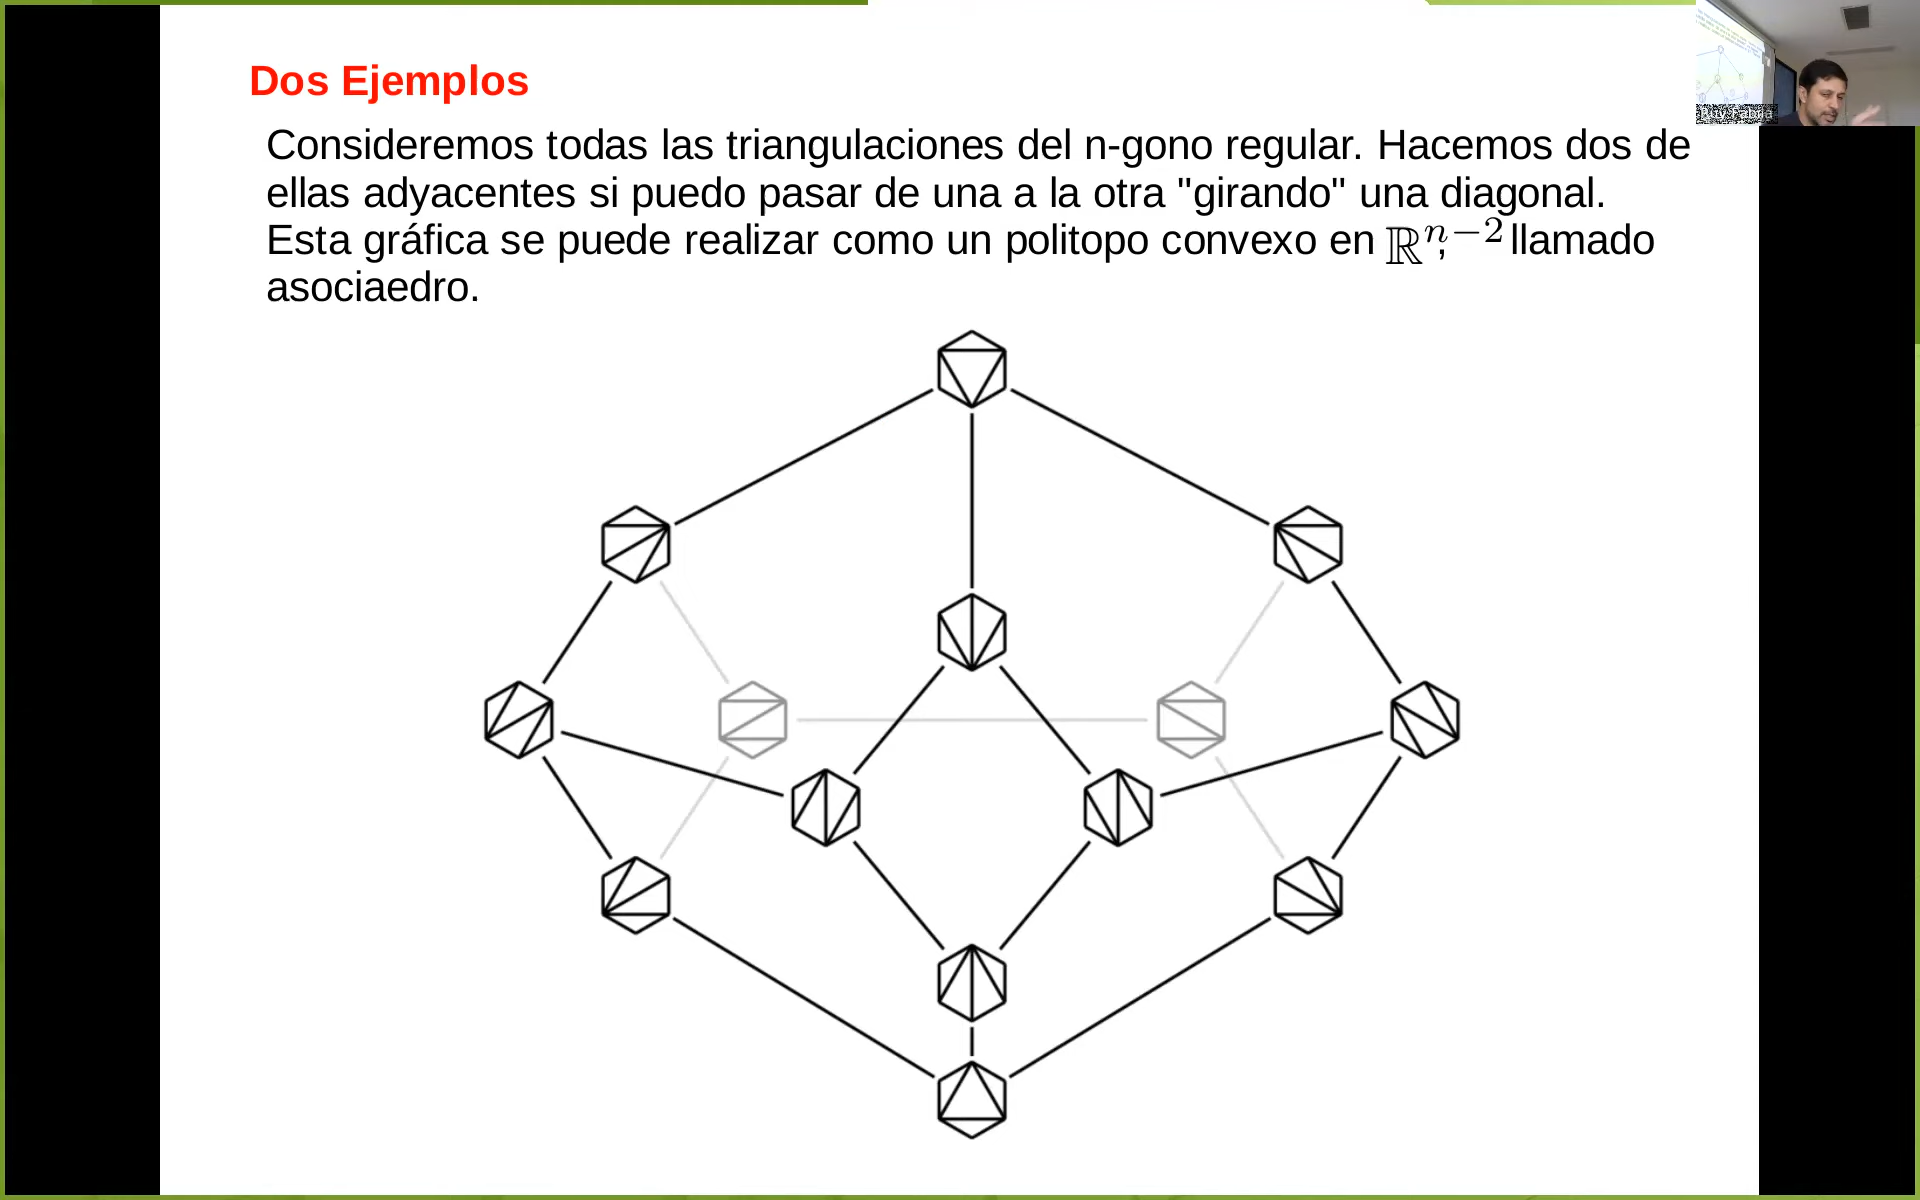 Dos Ejemplos
Consideremos todas las triangulaciones del n-gono regular. Hacemos dos de
ellas adyacentes si puedo pasar de una a la otra "girando" una diagonal.
Esta gráfica se puede realizar como un politopo convexo en ℝⁿ⁻², llamado
asociaedro.
Ruy Fabila